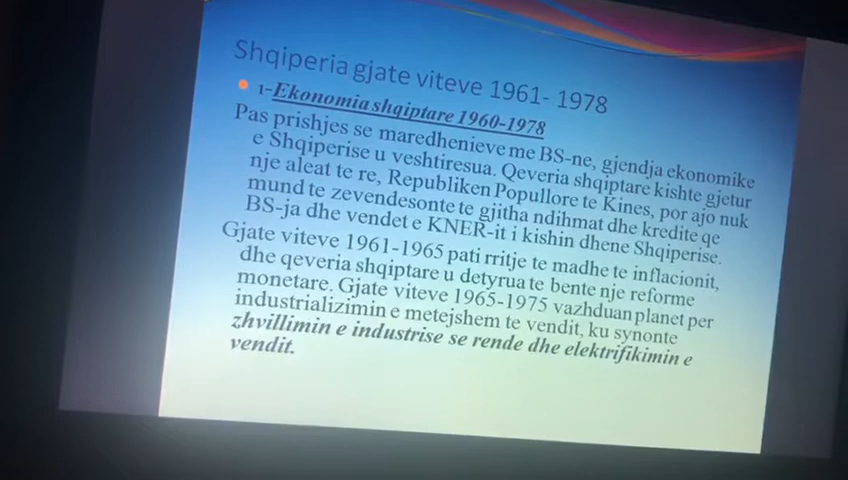 Shqiperia gjate viteve 1961- 1978
1-Ekonomia shqiptare 1960-1978
Pas prishjes se maredhenieve me BS-ne, gjendja ekonomike
e Shqiperise u veshtiresua. Qeveria shqiptare kishte gjetur
nje aleat te re, Republiken Popullore te Kines, por ajo nuk
mund te zevendesonte te gjitha ndihmat dhe kredite qe
BS-ja dhe vendet e KNER-it i kishin dhene Shqiperise.
Gjate viteve 1961-1965 pati rritje te madhe te inflacionit,
dhe qeveria shqiptare u detyrua te bente nje reforme
monetare. Gjate viteve 1965-1975 vazhduan planet per
industrializimin e metejshem te vendit, ku synonte
zhvillimin e industrise se rende dhe elektrifikimin e
vendit.